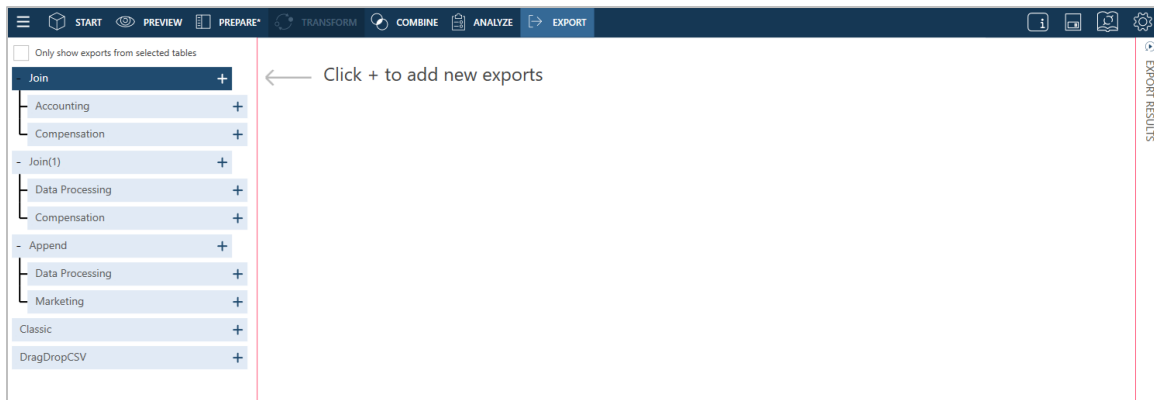 START PREVIEW PREPARE* TRANSFORM COMBINE ANALYZE EXPORT
Only show exports from selected tables
- Join +
Click + to add new exports
Accounting +
Compensation +
- Join(1) +
Data Processing +
Compensation +
- Append +
Data Processing +
Marketing +
Classic +
DragDropCSV +
EXPORT RESULTS